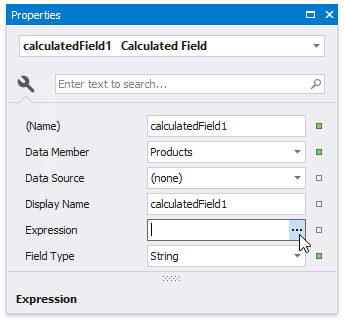 Properties
calculatedField1 Calculated Field
Enter text to search...
(Name) calculatedField1
Data Member Products
Data Source (none)
Display Name calculatedField1
Expression ...
Field Type String
Expression